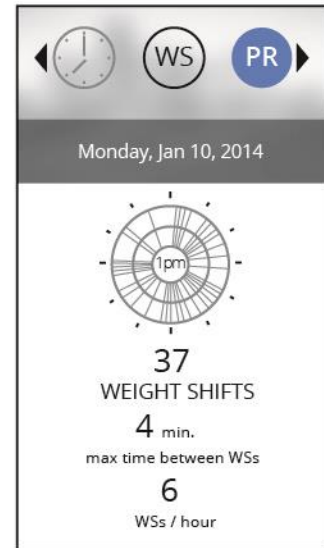 WS PR
Monday, Jan 10, 2014
1pm
37
WEIGHT SHIFTS
4 min.
max time between WSs
6
WSs / hour